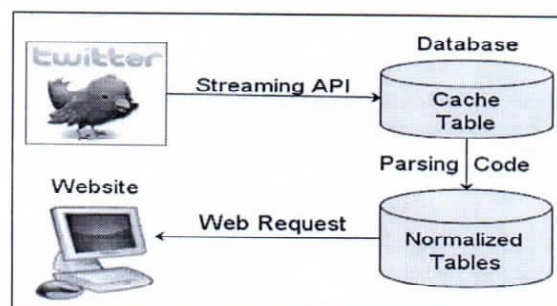 twitter
Database
Streaming API
Cache
Table
Parsing Code
Website
Web Request
Normalized
Tables